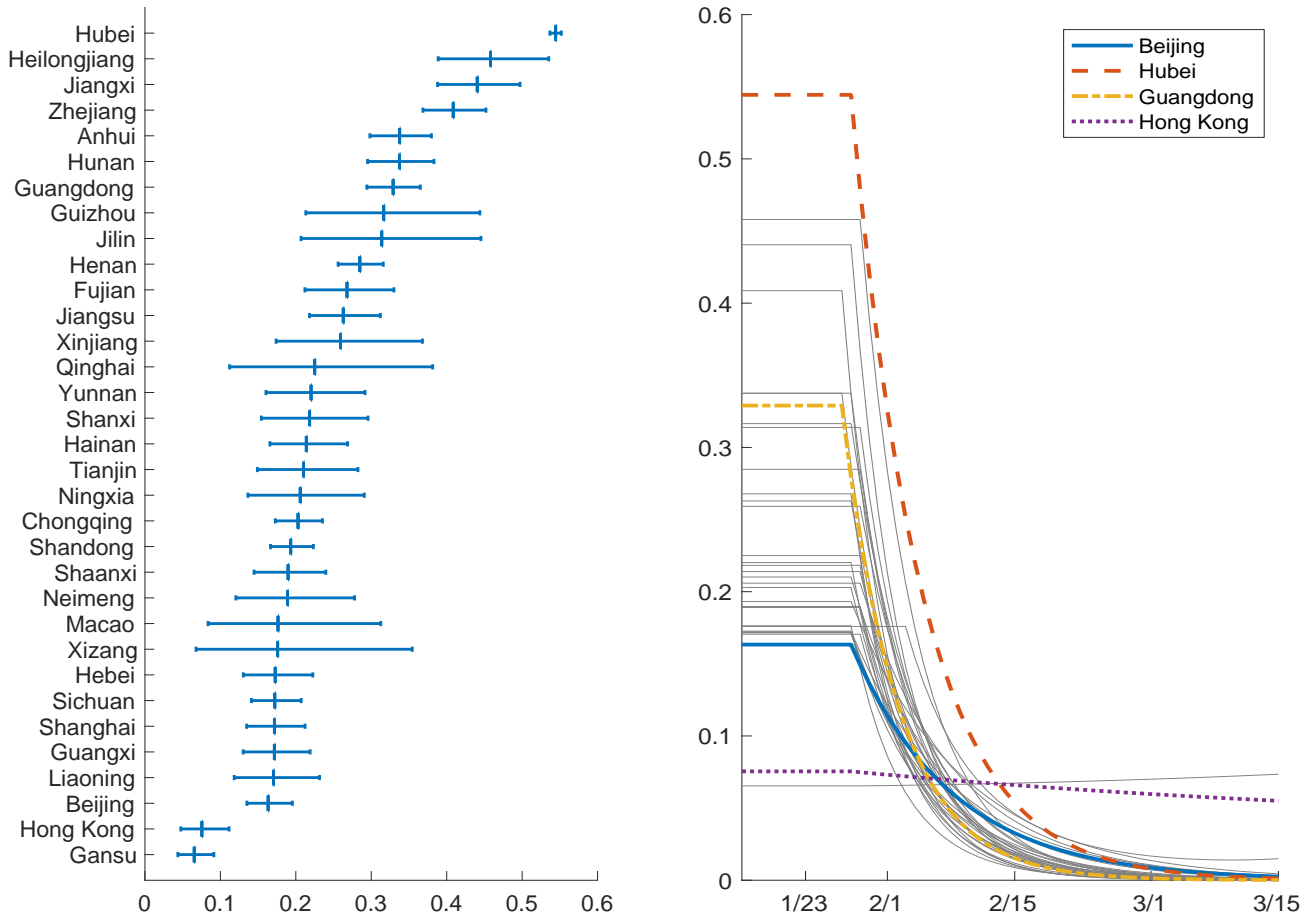 Hubei
Heilongjiang
Jiangxi
Zhejiang
Anhui
Hunan
Guangdong
Guizhou
Jilin
Henan
Fujian
Jiangsu
Xinjiang
Qinghai
Yunnan
Shanxi
Hainan
Tianjin
Ningxia
Chongqing
Shandong
Shaanxi
Neimeng
Macao
Xizang
Hebei
Sichuan
Shanghai
Guangxi
Liaoning
Beijing
Hong Kong
Gansu
0 0.1 0.2 0.3 0.4 0.5 0.6
0.6
0.5
0.4
0.3
0.2
0.1
0
Beijing
Hubei
Guangdong
Hong Kong
1/23 2/1 2/15 3/1 3/15